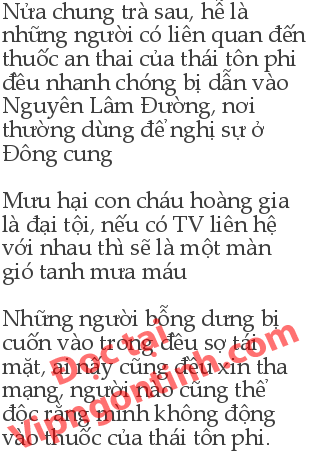 Nửa chung trà sau, hễ là
những người có liên quan đến
thuốc an thai của thái tôn phi
đều nhanh chóng bị dẫn vào
Nguyên Lâm Đường, nơi
thường dùng để nghị sự ở
Đông cung
Mưu hại con cháu hoàng gia
là đại tội, nếu có TV liên hệ
với nhau thì sẽ là một màn
gió tanh mưa máu
Những người bỗng dưng bị
cuốn vào trong đều sợ tái
mặt, ai nấy cũng đều xin tha
mạng, người nào cũng thể
độc rằng mình không động
vào thuốc của thái tôn phi.
Đọc tại
Vipngontinh.com